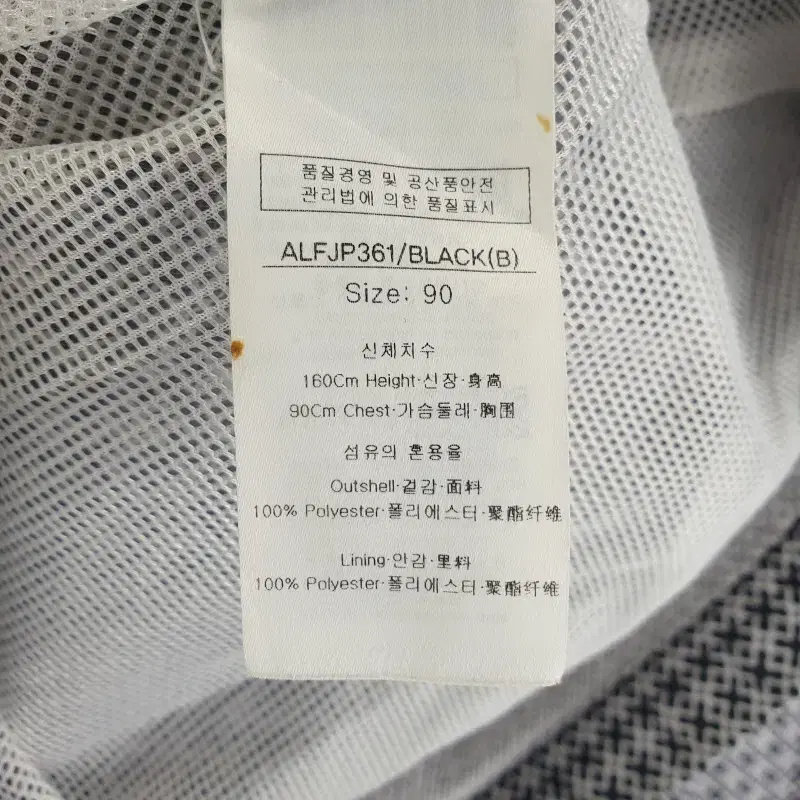 품질경영 및 공산품안전
관리법에 의한 품질표시
ALFJP361/BLACK(B)
Size: 90
신체치수
160Cm Height·신장·身高
90Cm Chest·가슴둘레·胸围
섬유의 혼용율
Outshell·겉감·面料
100% Polyester·폴리에스터·聚酯纤维
Lining·안감·里料
100% Polyester·폴리에스터·聚酯纤维